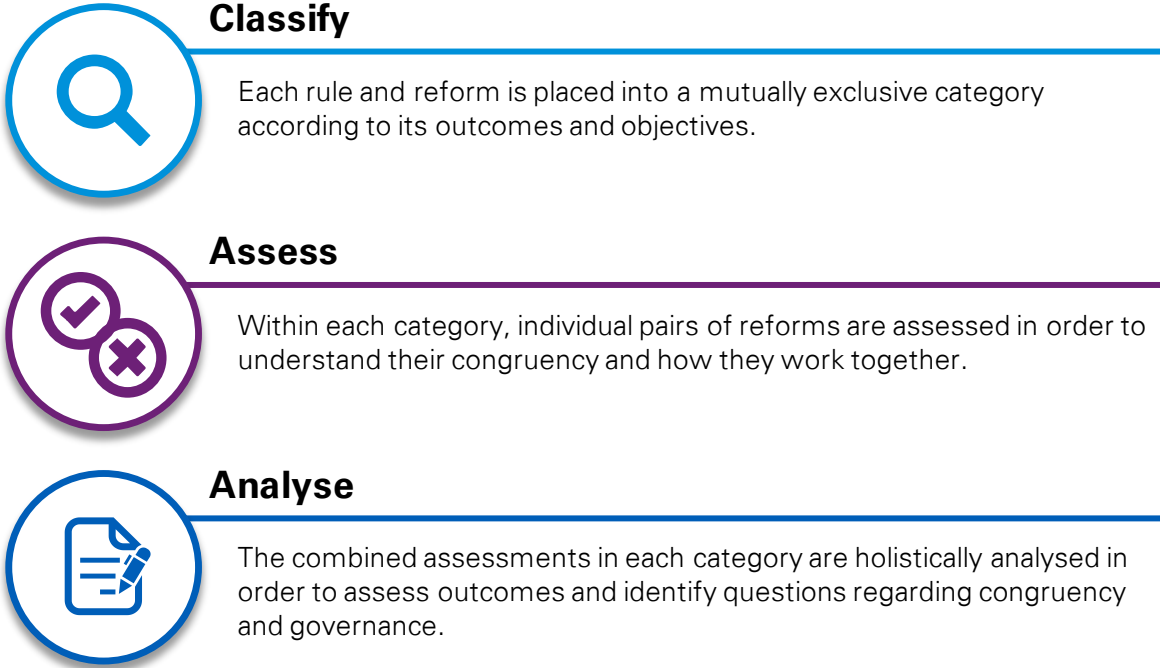 Classify
Each rule and reform is placed into a mutually exclusive category
according to its outcomes and objectives.
Assess
Within each category, individual pairs of reforms are assessed in order to
understand their congruency and how they work together.
Analyse
The combined assessments in each category are holistically analysed in
order to assess outcomes and identify questions regarding congruency
and governance.